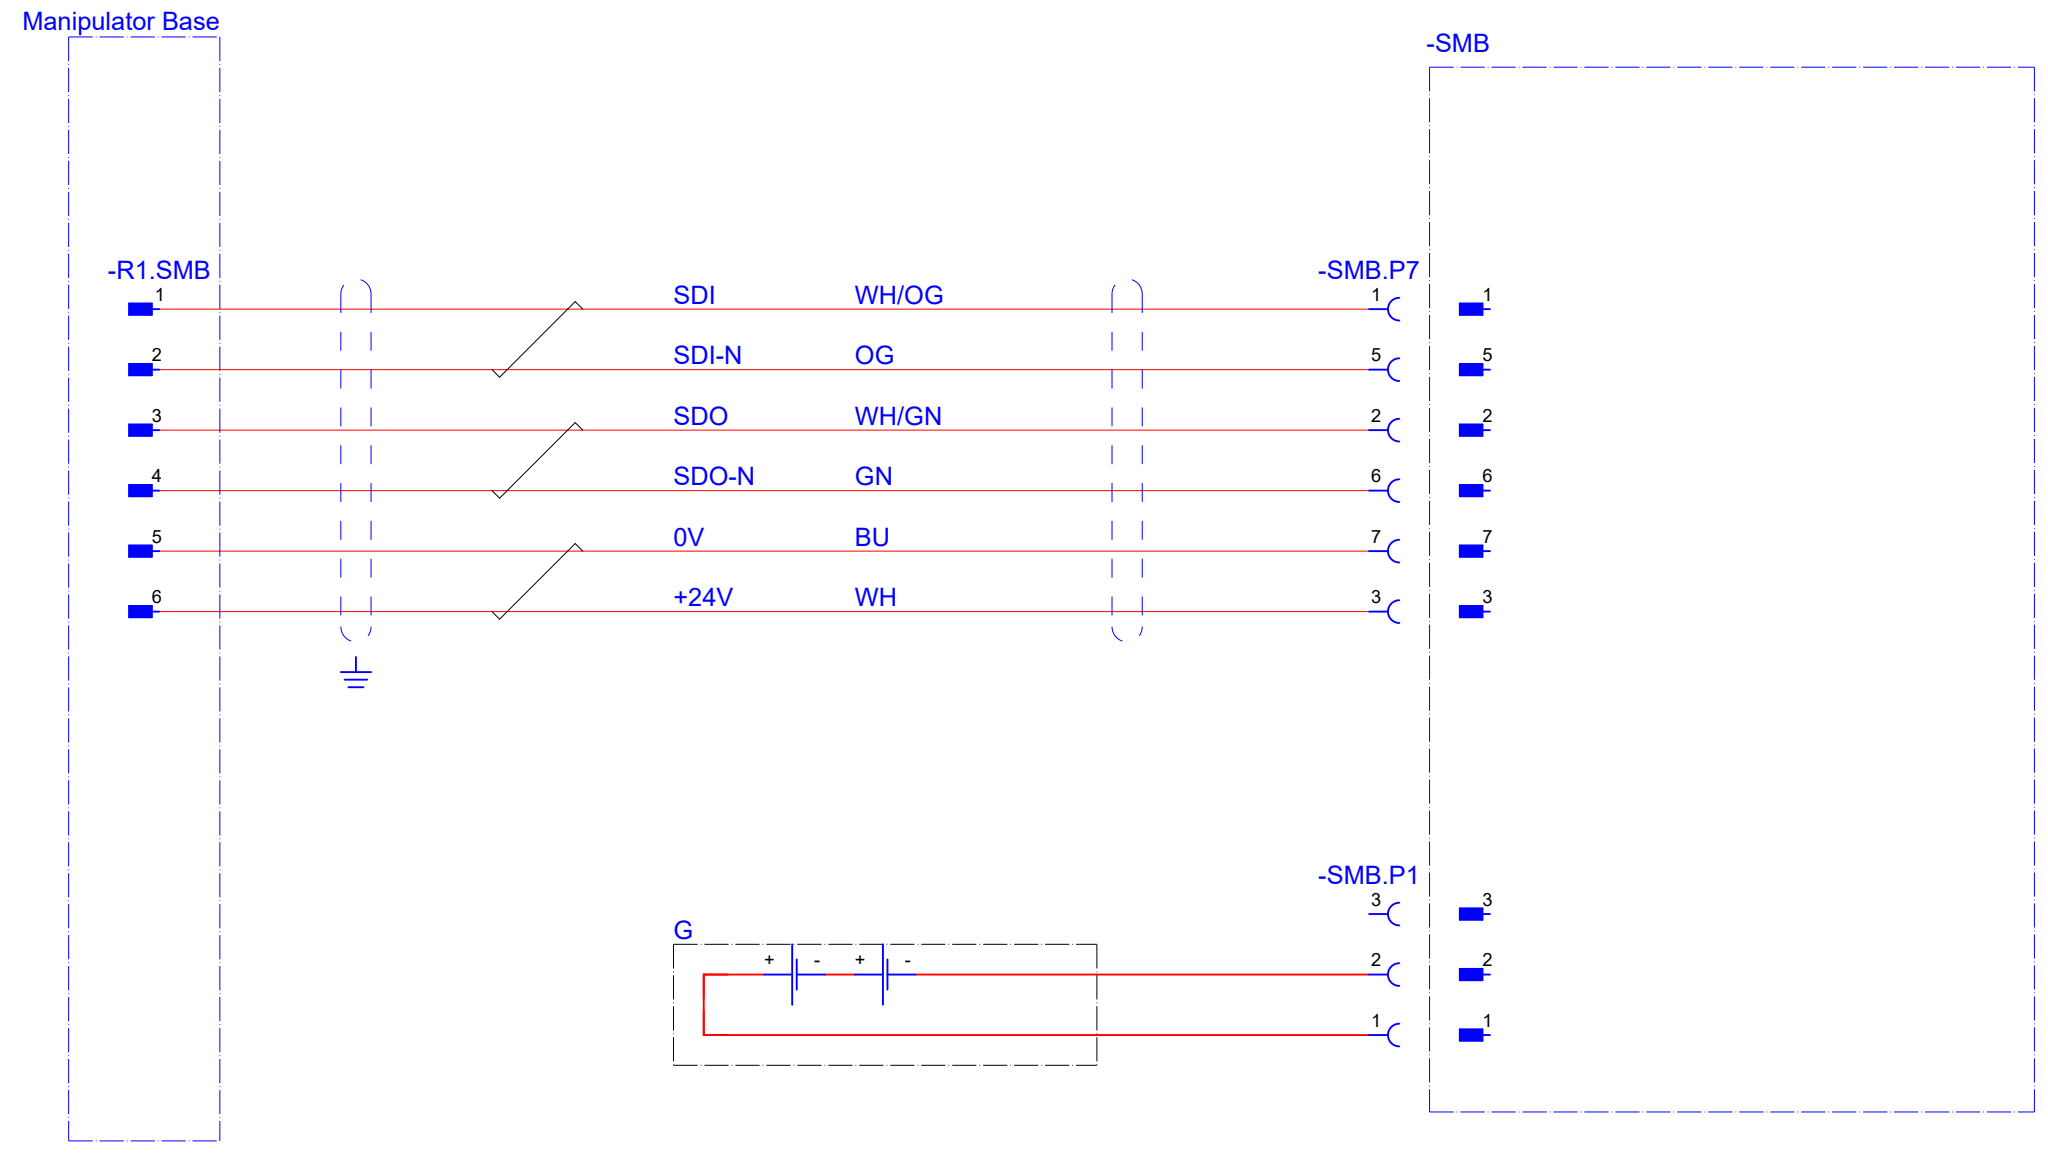 Manipulator Base
-SMB
-R1.SMB
-SMB.P7
1 SDI WH/OG 1 1
2 SDI-N OG 5 5
3 SDO WH/GN 2 2
4 SDO-N GN 6 6
5 0V BU 7 7
6 +24V WH 3 3
-SMB.P1
3 3
G
+ - + - 2 2
1 1